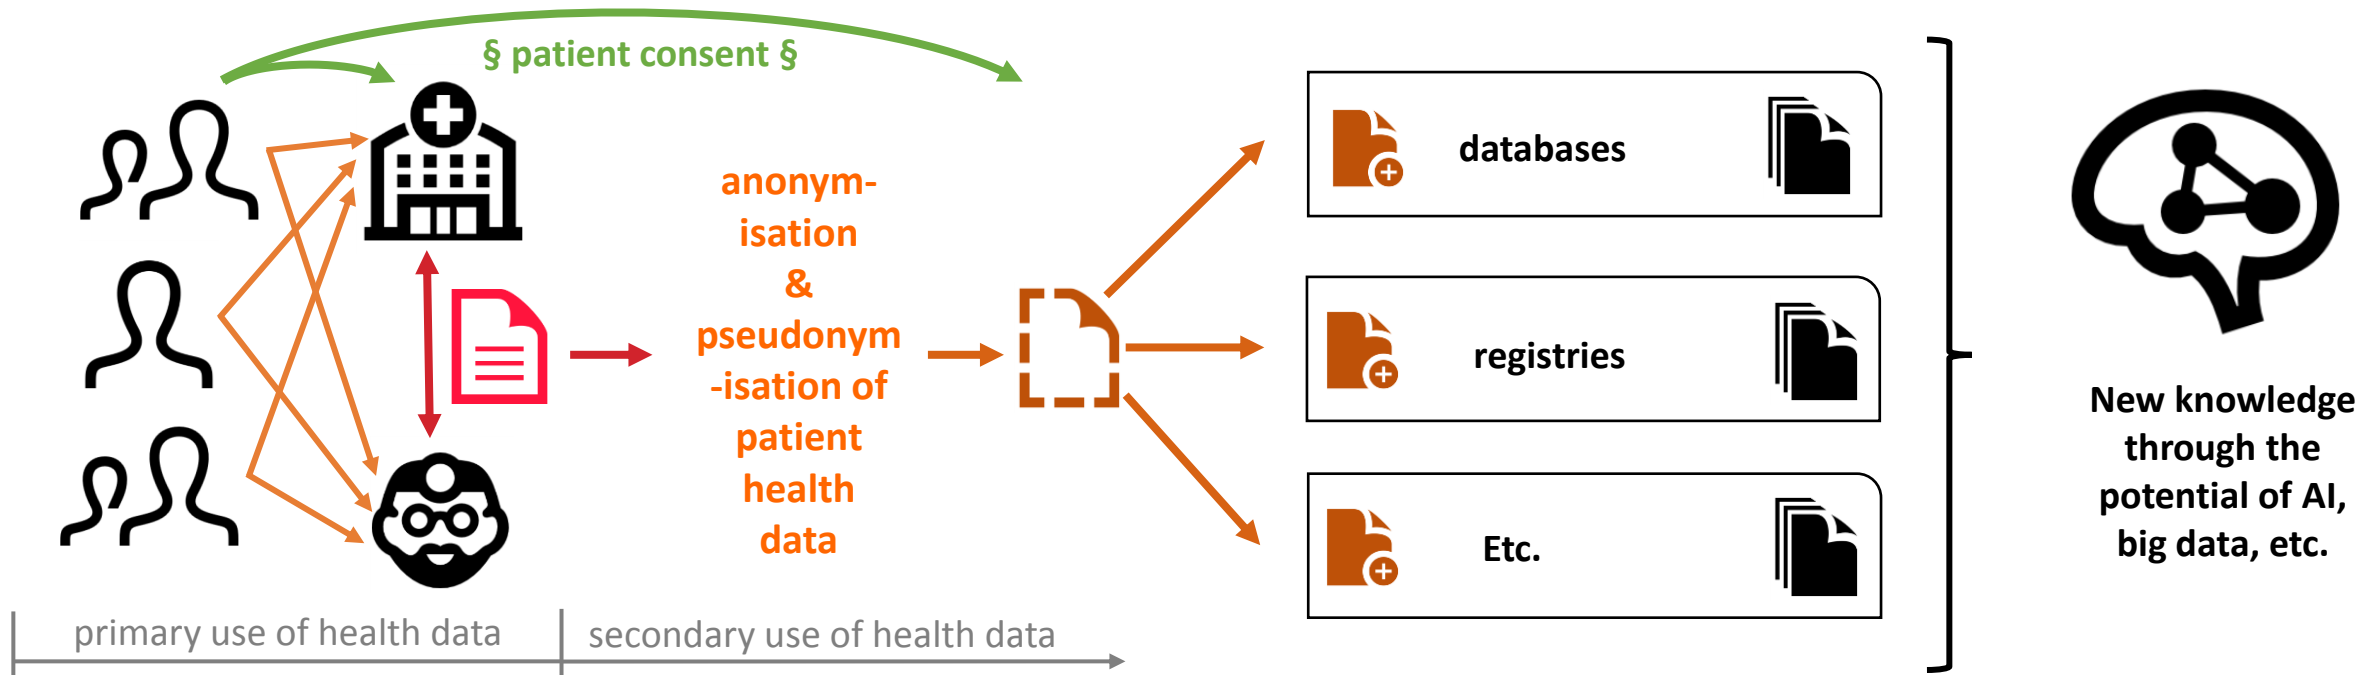 § patient consent §
anonym-
isation
&
pseudonym
-isation of
patient
health
data
databases
registries
Etc.
New knowledge
through the
potential of AI,
big data, etc.
primary use of health data
secondary use of health data